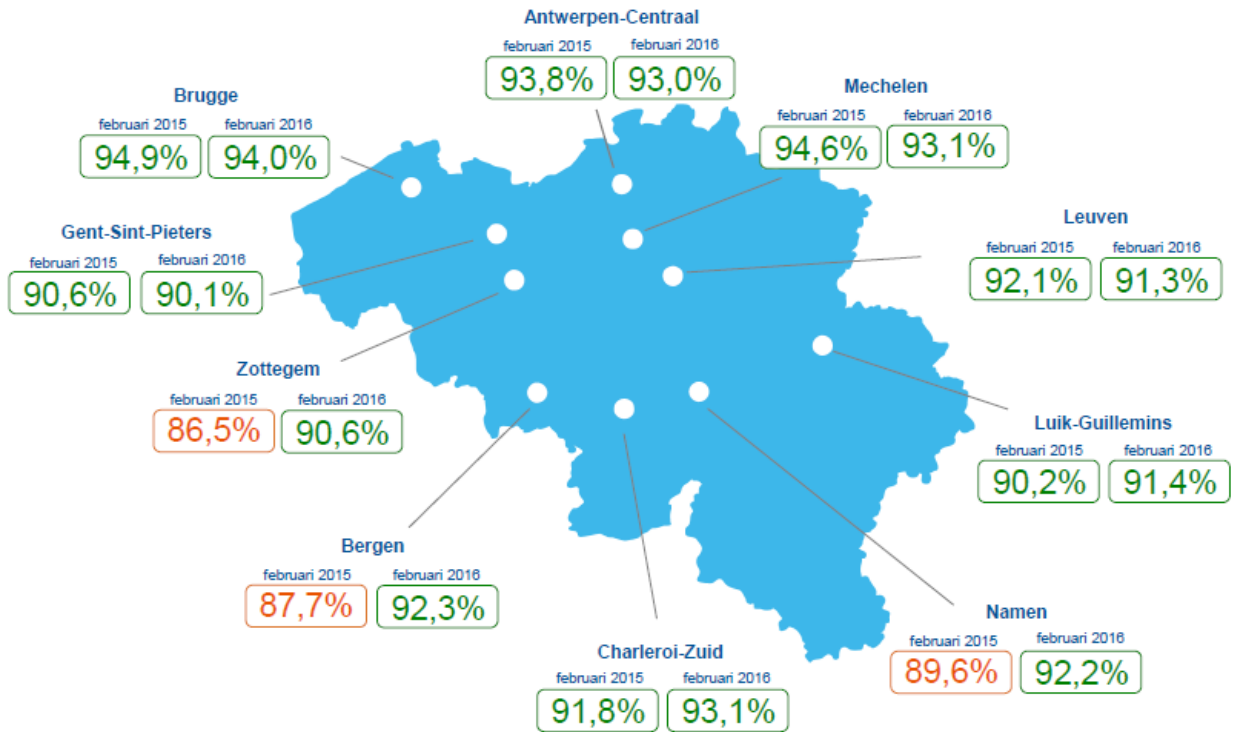 Antwerpen-Centraal
februari 2015 februari 2016
93,8% 93,0%
Brugge
februari 2015 februari 2016
94,9% 94,0%
Mechelen
februari 2015 februari 2016
94,6% 93,1%
Gent-Sint-Pieters
februari 2015 februari 2016
90,6% 90,1%
Leuven
februari 2015 februari 2016
92,1% 91,3%
Zottegem
februari 2015 februari 2016
86,5% 90,6%
Luik-Guillemins
februari 2015 februari 2016
90,2% 91,4%
Bergen
februari 2015 februari 2016
87,7% 92,3%
Namen
februari 2015 februari 2016
89,6% 92,2%
Charleroi-Zuid
februari 2015 februari 2016
91,8% 93,1%